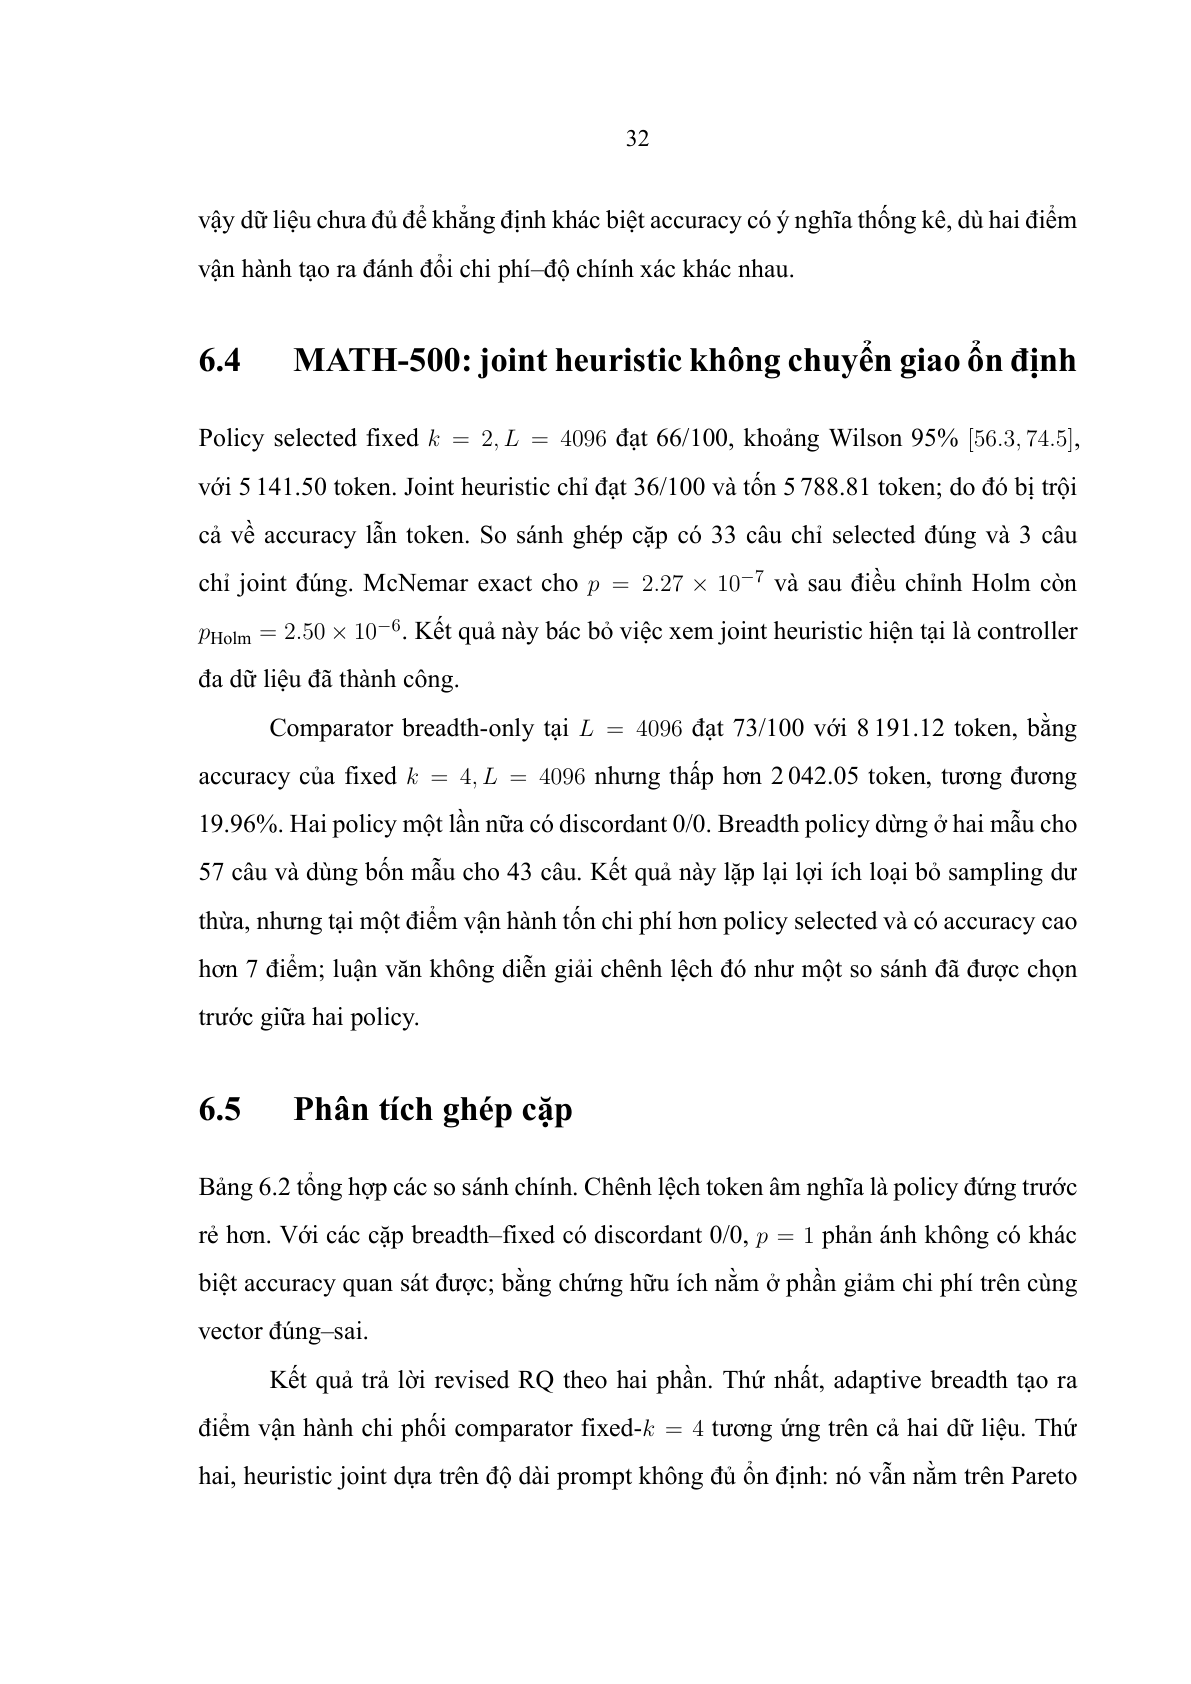 32
vậy dữ liệu chưa đủ để khẳng định khác biệt accuracy có ý nghĩa thống kê, dù hai điểm
vận hành tạo ra đánh đổi chi phí–độ chính xác khác nhau.
6.4 MATH-500: joint heuristic không chuyển giao ổn định
Policy selected fixed k = 2, L = 4096 đạt 66/100, khoảng Wilson 95% [56.3, 74.5],
với 5 141.50 token. Joint heuristic chỉ đạt 36/100 và tốn 5 788.81 token; do đó bị trội
cả về accuracy lẫn token. So sánh ghép cặp có 33 câu chỉ selected đúng và 3 câu
chỉ joint đúng. McNemar exact cho p = 2.27 × 10⁻⁷ và sau điều chỉnh Holm còn
p_Holm = 2.50 × 10⁻⁶. Kết quả này bác bỏ việc xem joint heuristic hiện tại là controller
đa dữ liệu đã thành công.
Comparator breadth-only tại L = 4096 đạt 73/100 với 8 191.12 token, bằng
accuracy của fixed k = 4, L = 4096 nhưng thấp hơn 2 042.05 token, tương đương
19.96%. Hai policy một lần nữa có discordant 0/0. Breadth policy dừng ở hai mẫu cho
57 câu và dùng bốn mẫu cho 43 câu. Kết quả này lặp lại lợi ích loại bỏ sampling dư
thừa, nhưng tại một điểm vận hành tốn chi phí hơn policy selected và có accuracy cao
hơn 7 điểm; luận văn không diễn giải chênh lệch đó như một so sánh đã được chọn
trước giữa hai policy.
6.5 Phân tích ghép cặp
Bảng 6.2 tổng hợp các so sánh chính. Chênh lệch token âm nghĩa là policy đứng trước
rẻ hơn. Với các cặp breadth–fixed có discordant 0/0, p = 1 phản ánh không có khác
biệt accuracy quan sát được; bằng chứng hữu ích nằm ở phần giảm chi phí trên cùng
vector đúng–sai.
Kết quả trả lời revised RQ theo hai phần. Thứ nhất, adaptive breadth tạo ra
điểm vận hành chi phối comparator fixed-k = 4 tương ứng trên cả hai dữ liệu. Thứ
hai, heuristic joint dựa trên độ dài prompt không đủ ổn định: nó vẫn nằm trên Pareto